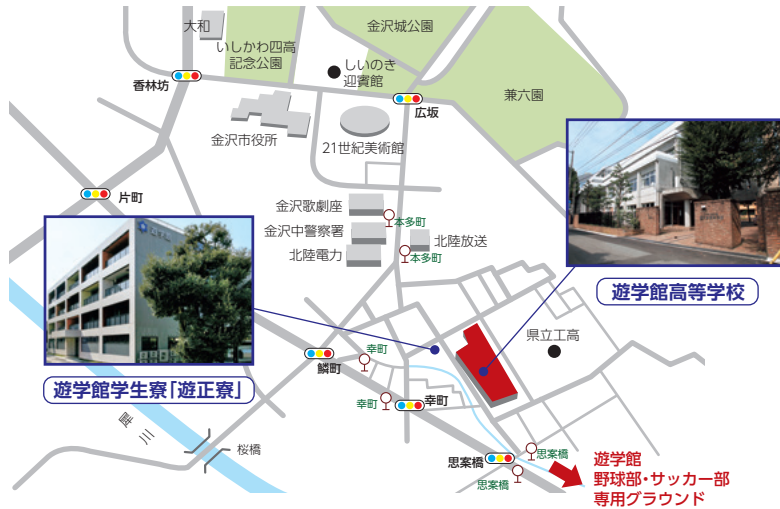 大和
いしかわ四高
記念公園
金沢城公園
しいのき
迎賓館
香林坊
兼六園
広坂
金沢市役所
21世紀美術館
片町
金沢歌劇座
本多町
金沢中警察署
北陸放送
北陸電力
本多町
遊学館高等学校
県立工高
幸町
鱗町
遊学館学生寮「遊正寮」
幸町
幸町
犀川
桜橋
思案橋
思案橋
思案橋
遊学館
野球部・サッカー部
専用グラウンド